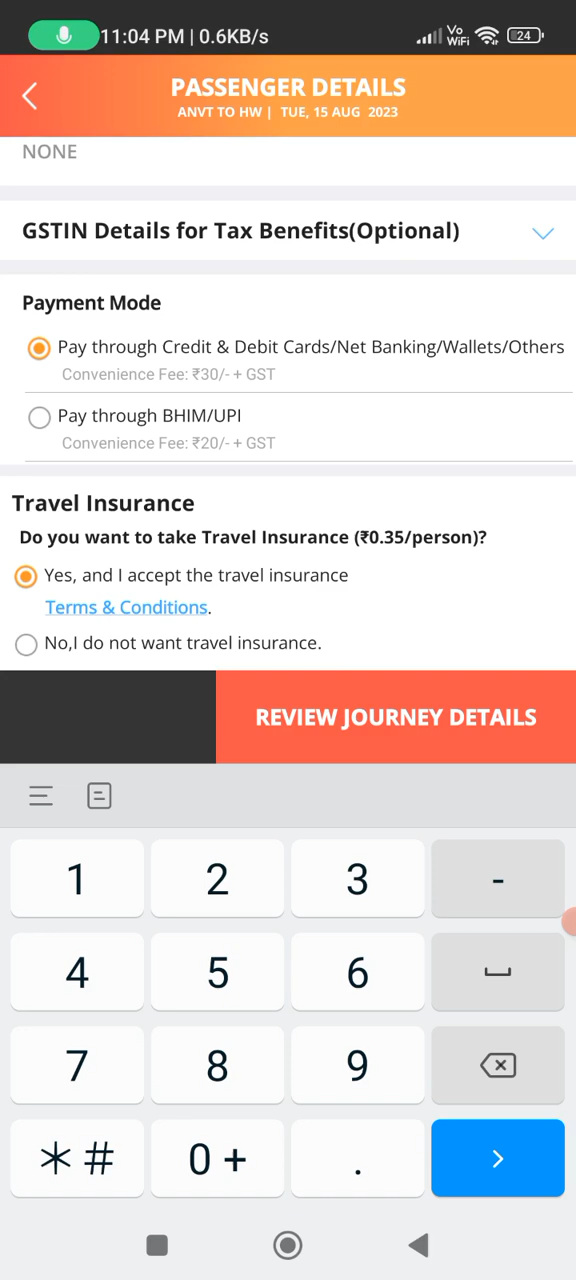 11:04 PM | 0.6KB/s
Vo
WiFi
24
PASSENGER DETAILS
ANVT TO HW | TUE, 15 AUG 2023
NONE
GSTIN Details for Tax Benefits(Optional)
Payment Mode
Pay through Credit & Debit Cards/Net Banking/Wallets/Others
Convenience Fee: ₹30/- + GST
Pay through BHIM/UPI
Convenience Fee: ₹20/- + GST
Travel Insurance
Do you want to take Travel Insurance (₹0.35/person)?
Yes, and I accept the travel insurance
Terms & Conditions.
No,I do not want travel insurance.
REVIEW JOURNEY DETAILS
1 2 3 -
4 5 6
7 8 9
* # 0 + .